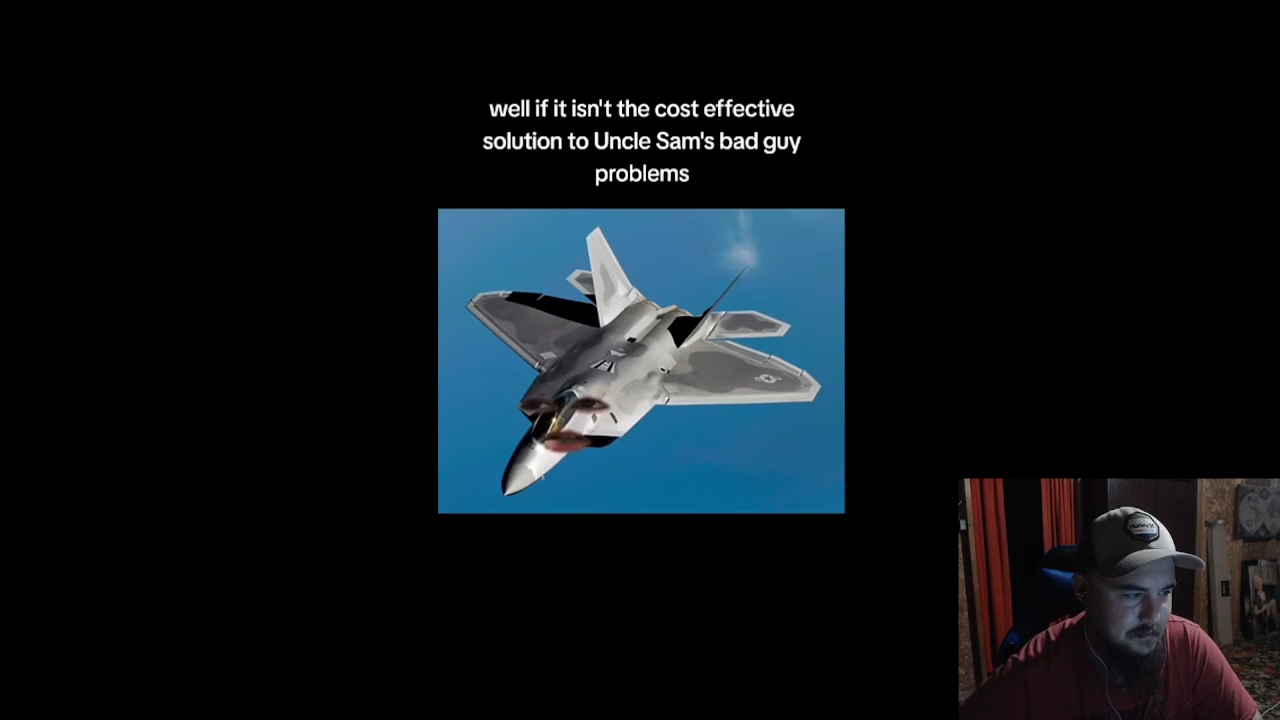 well if it isn't the cost effective
solution to Uncle Sam's bad guy
problems